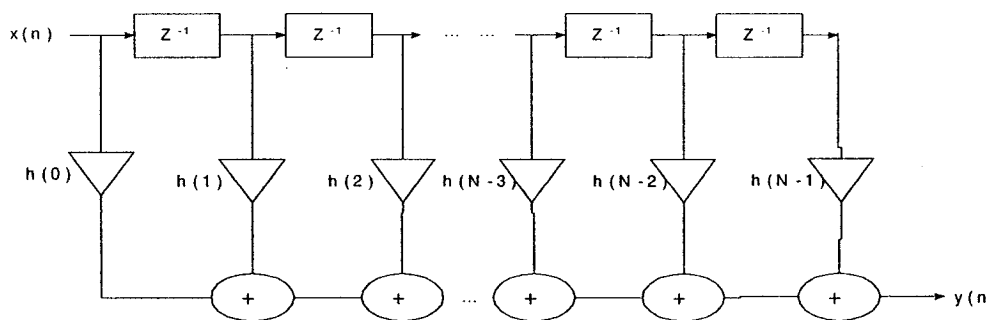 x(n) Z⁻¹ Z⁻¹ ... ... Z⁻¹ Z⁻¹
h(0) h(1) h(2) h(N-3) h(N-2) h(N-1)
+ + ... + + + y(n